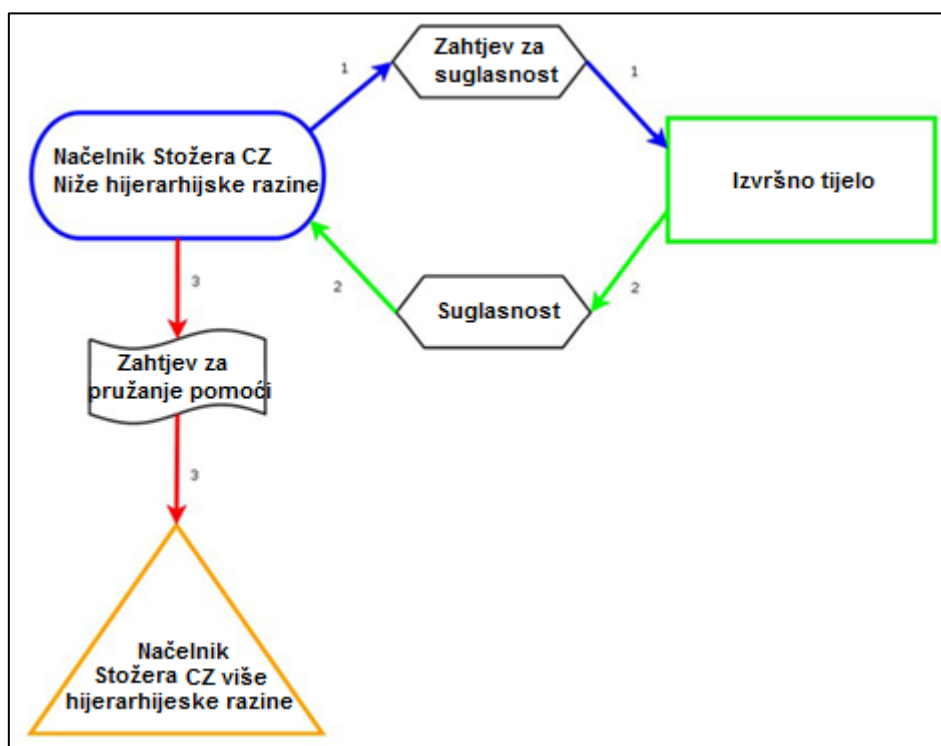 Zahtjev za
suglasnost
1
1
Načelnik Stožera CZ
Niže hijerarhijske razine
Izvršno tijelo
2
2
Suglasnost
3
Zahtjev za
pružanje pomoći
3
Načelnik
Stožera CZ više
hijerarhijeske razine